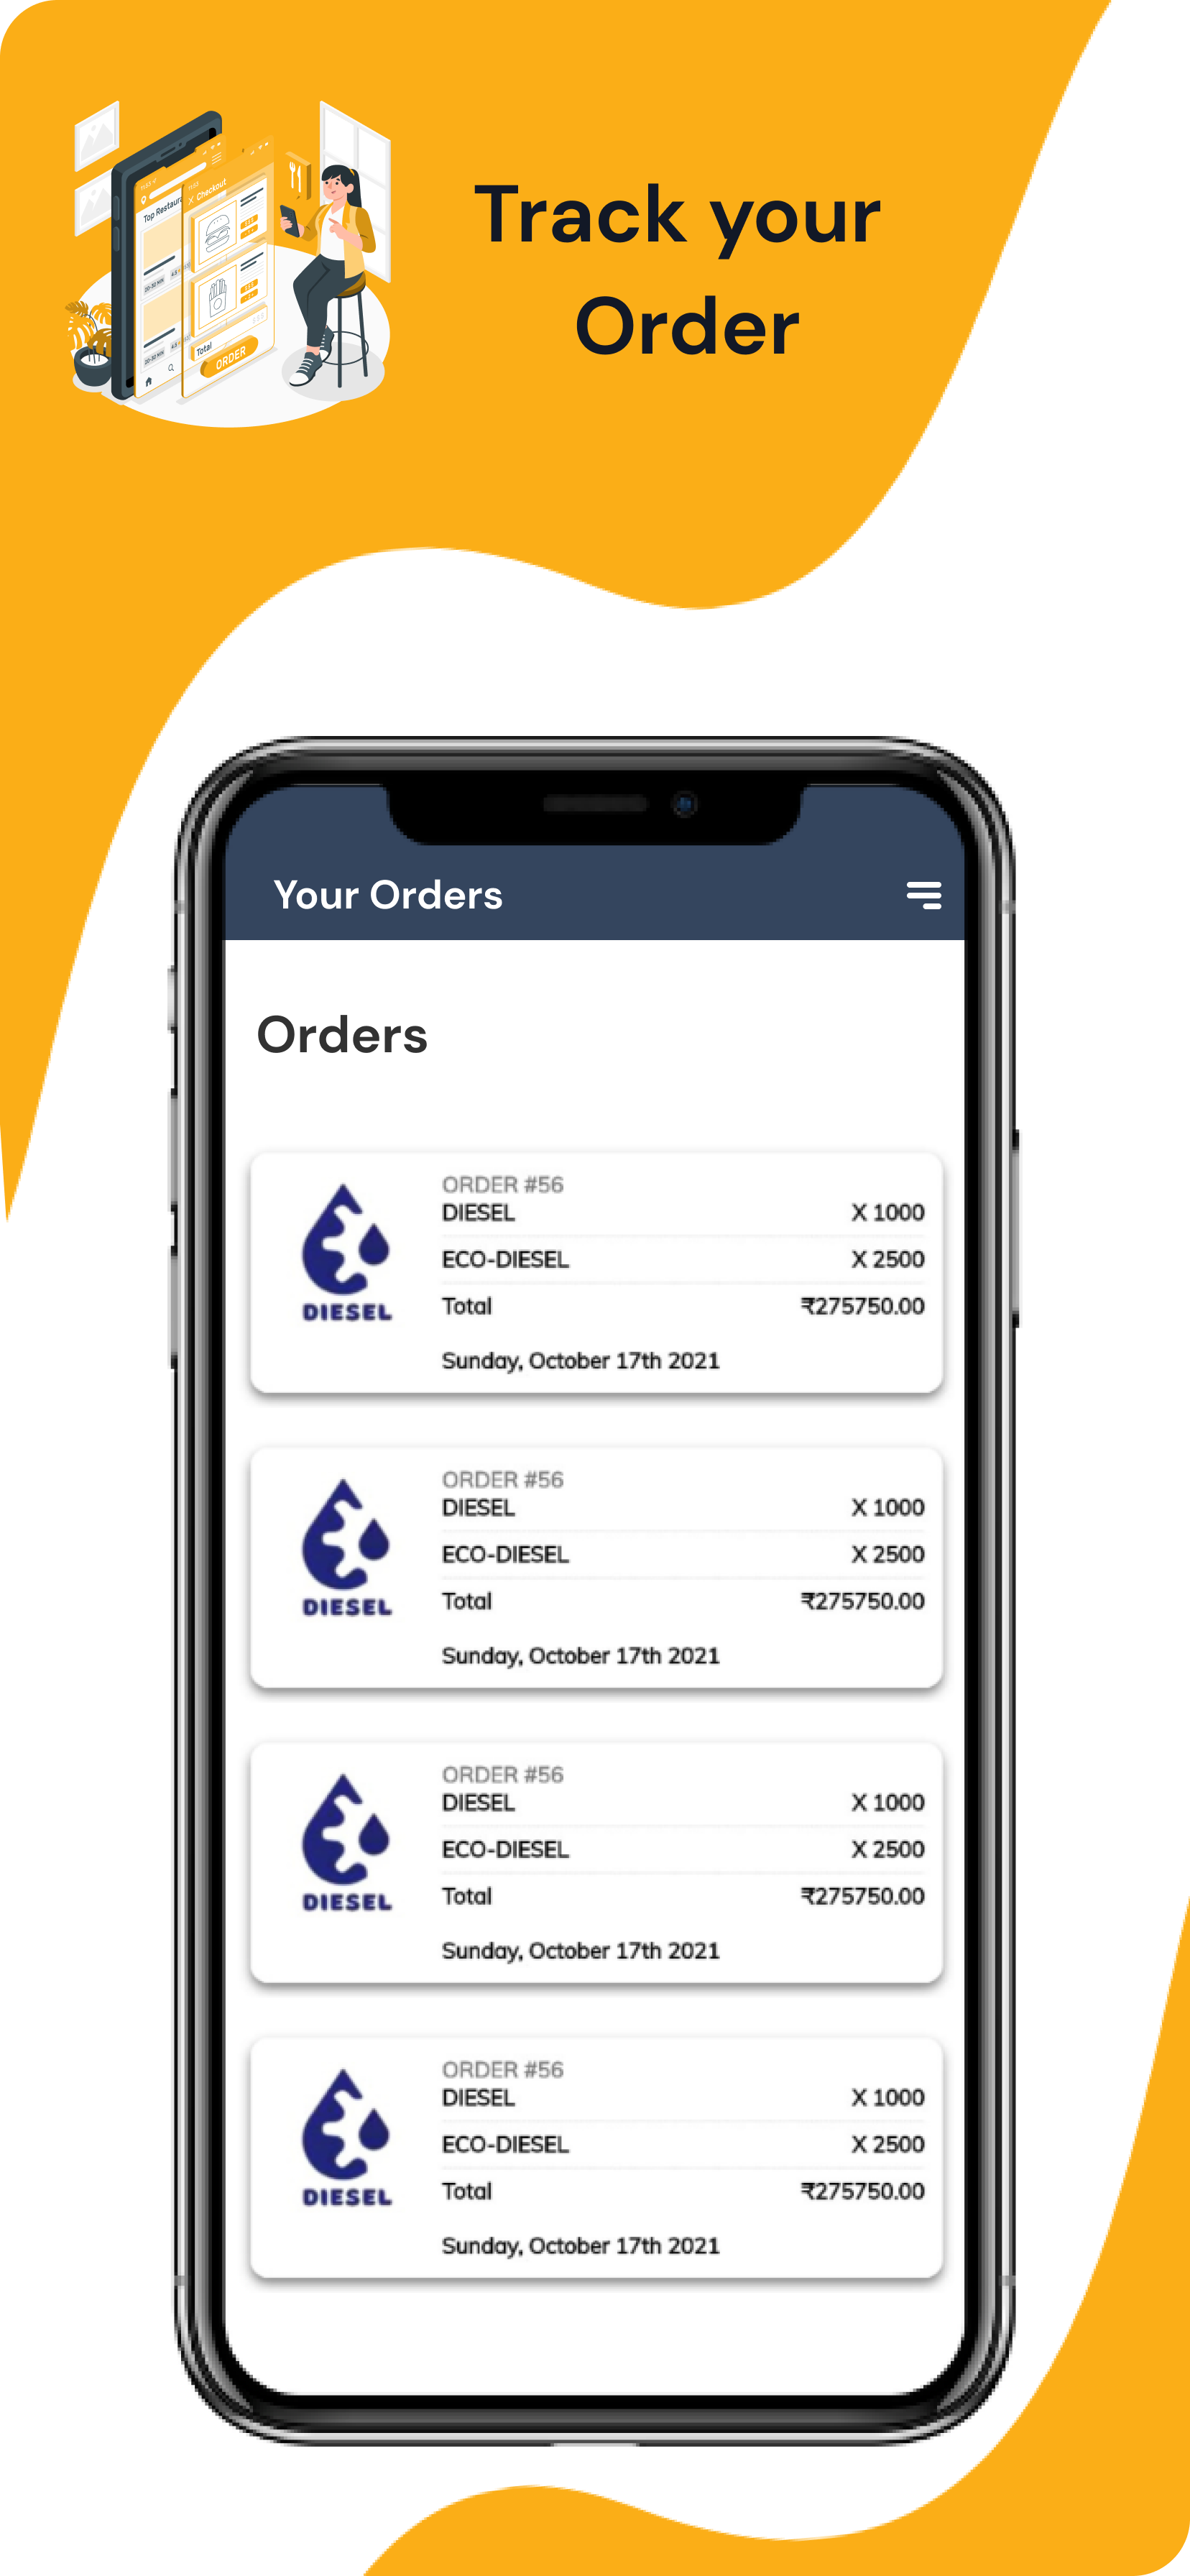 Track your
Order
Top Restaura
Checkout
Total
ORDER
Your Orders
Orders
ORDER #56
DIESEL X 1000
ECO-DIESEL X 2500
Total ₹275750.00
DIESEL
Sunday, October 17th 2021
ORDER #56
DIESEL X 1000
ECO-DIESEL X 2500
Total ₹275750.00
DIESEL
Sunday, October 17th 2021
ORDER #56
DIESEL X 1000
ECO-DIESEL X 2500
Total ₹275750.00
DIESEL
Sunday, October 17th 2021
ORDER #56
DIESEL X 1000
ECO-DIESEL X 2500
Total ₹275750.00
DIESEL
Sunday, October 17th 2021